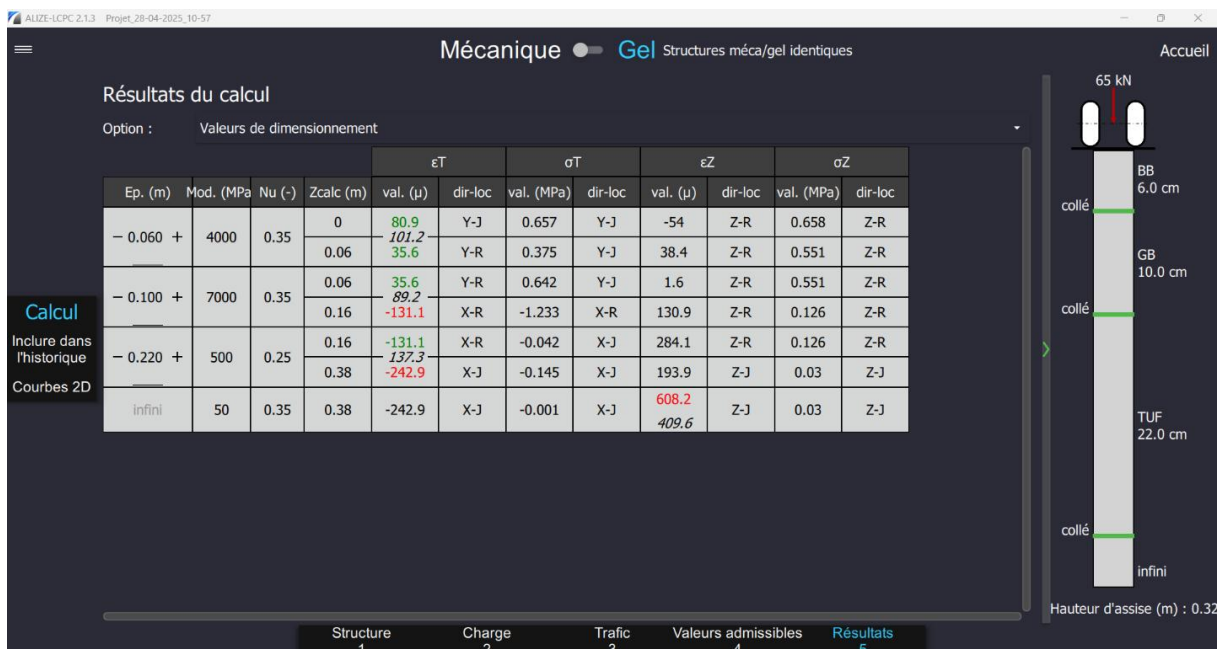 ALIZE-LCPC 2.1.3 Projet_28-04-2025_10-57
Mécanique Gel Structures méca/gel identiques
Accueil
Résultats du calcul
Option : Valeurs de dimensionnement
εT σT εZ σZ
Ep. (m) Mod. (MPa Nu (-) Zcalc (m) val. (μ) dir-loc val. (MPa) dir-loc val. (μ) dir-loc val. (MPa) dir-loc
− 0.060 + 4000 0.35
0 80.9 Y-J 0.657 Y-J -54 Z-R 0.658 Z-R
101.2
0.06 35.6 Y-R 0.375 Y-J 38.4 Z-R 0.551 Z-R
− 0.100 + 7000 0.35
0.06 35.6 Y-R 0.642 Y-J 1.6 Z-R 0.551 Z-R
89.2
0.16 -131.1 X-R -1.233 X-R 130.9 Z-R 0.126 Z-R
− 0.220 + 500 0.25
0.16 -131.1 X-R -0.042 X-J 284.1 Z-R 0.126 Z-R
137.3
0.38 -242.9 X-J -0.145 X-J 193.9 Z-J 0.03 Z-J
infini 50 0.35 0.38 -242.9 X-J -0.001 X-J 608.2 Z-J 0.03 Z-J
409.6
Calcul
Inclure dans
l'historique
Courbes 2D
65 kN
BB
6.0 cm
collé
GB
10.0 cm
collé
TUF
22.0 cm
collé
infini
Hauteur d'assise (m) : 0.32
Structure Charge Trafic Valeurs admissibles Résultats
1 2 3 4 5